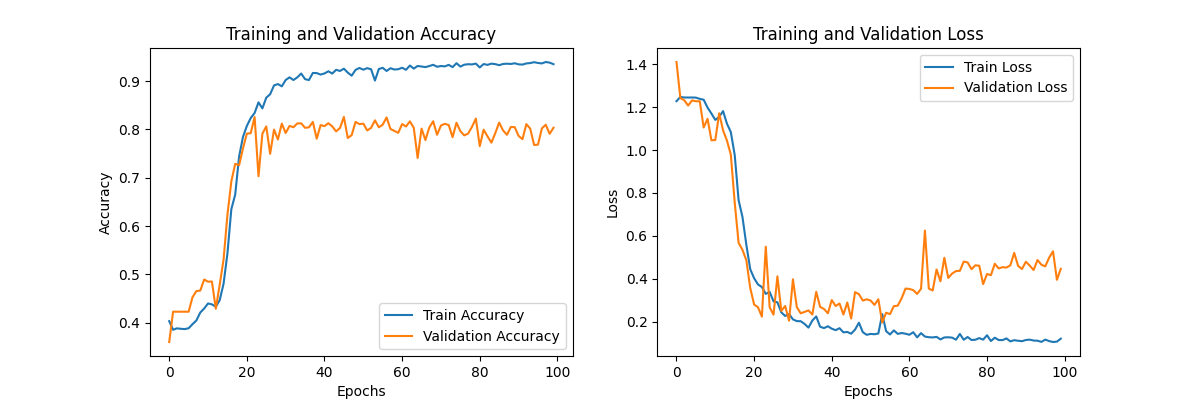 Training and Validation Accuracy
Accuracy
0.9
0.8
0.7
0.6
0.5
0.4
Train Accuracy
Validation Accuracy
0
20
40
60
80
100
Epochs
Training and Validation Loss
Loss
1.4
1.2
1.0
0.8
0.6
0.4
0.2
Train Loss
Validation Loss
0
20
40
60
80
100
Epochs